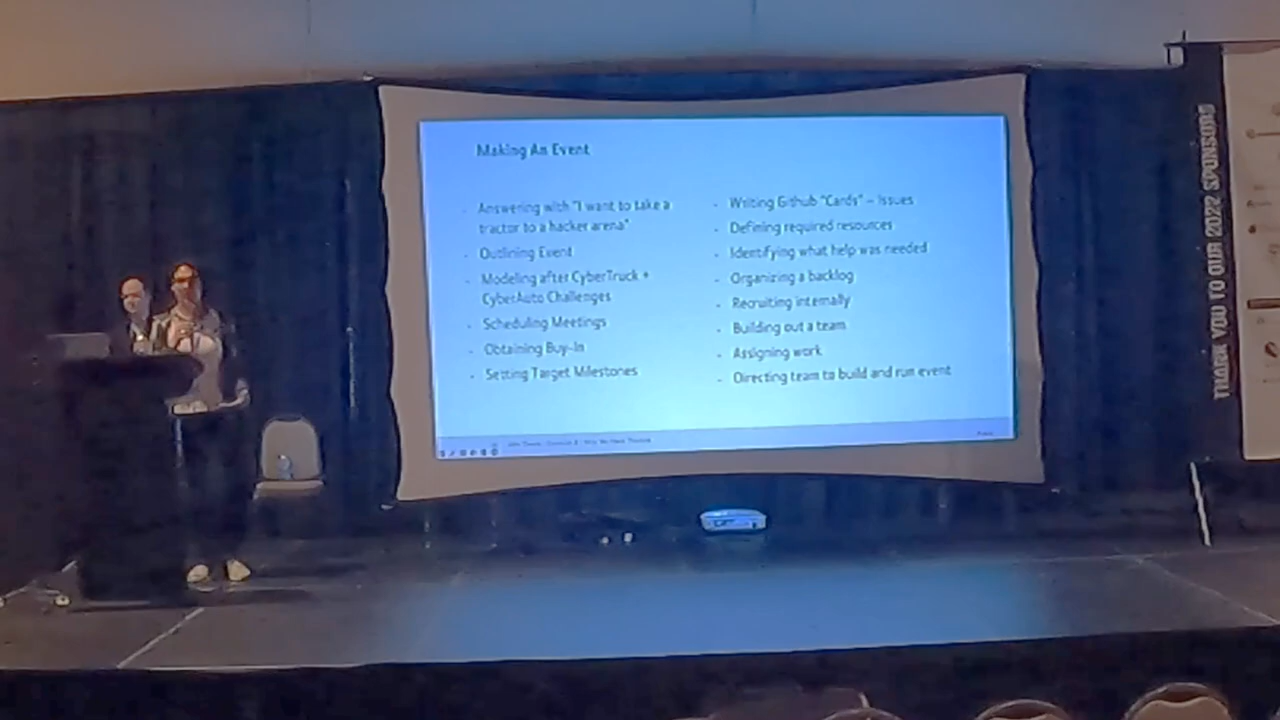 Making An Event
- Answering with "I want to take a
tractor to a hacker arena"
- Outlining Event
- Modeling after CyberTruck +
CyberAuto Challenges
- Scheduling Meetings
- Obtaining Buy-In
- Setting Target Milestones
- Writing Github "Cards" – Issues
- Defining required resources
- Identifying what help was needed
- Organizing a backlog
- Recruiting internally
- Building out a team
- Assigning work
- Directing team to build and run event
THANK YOU TO OUR 2022 SPONSORS